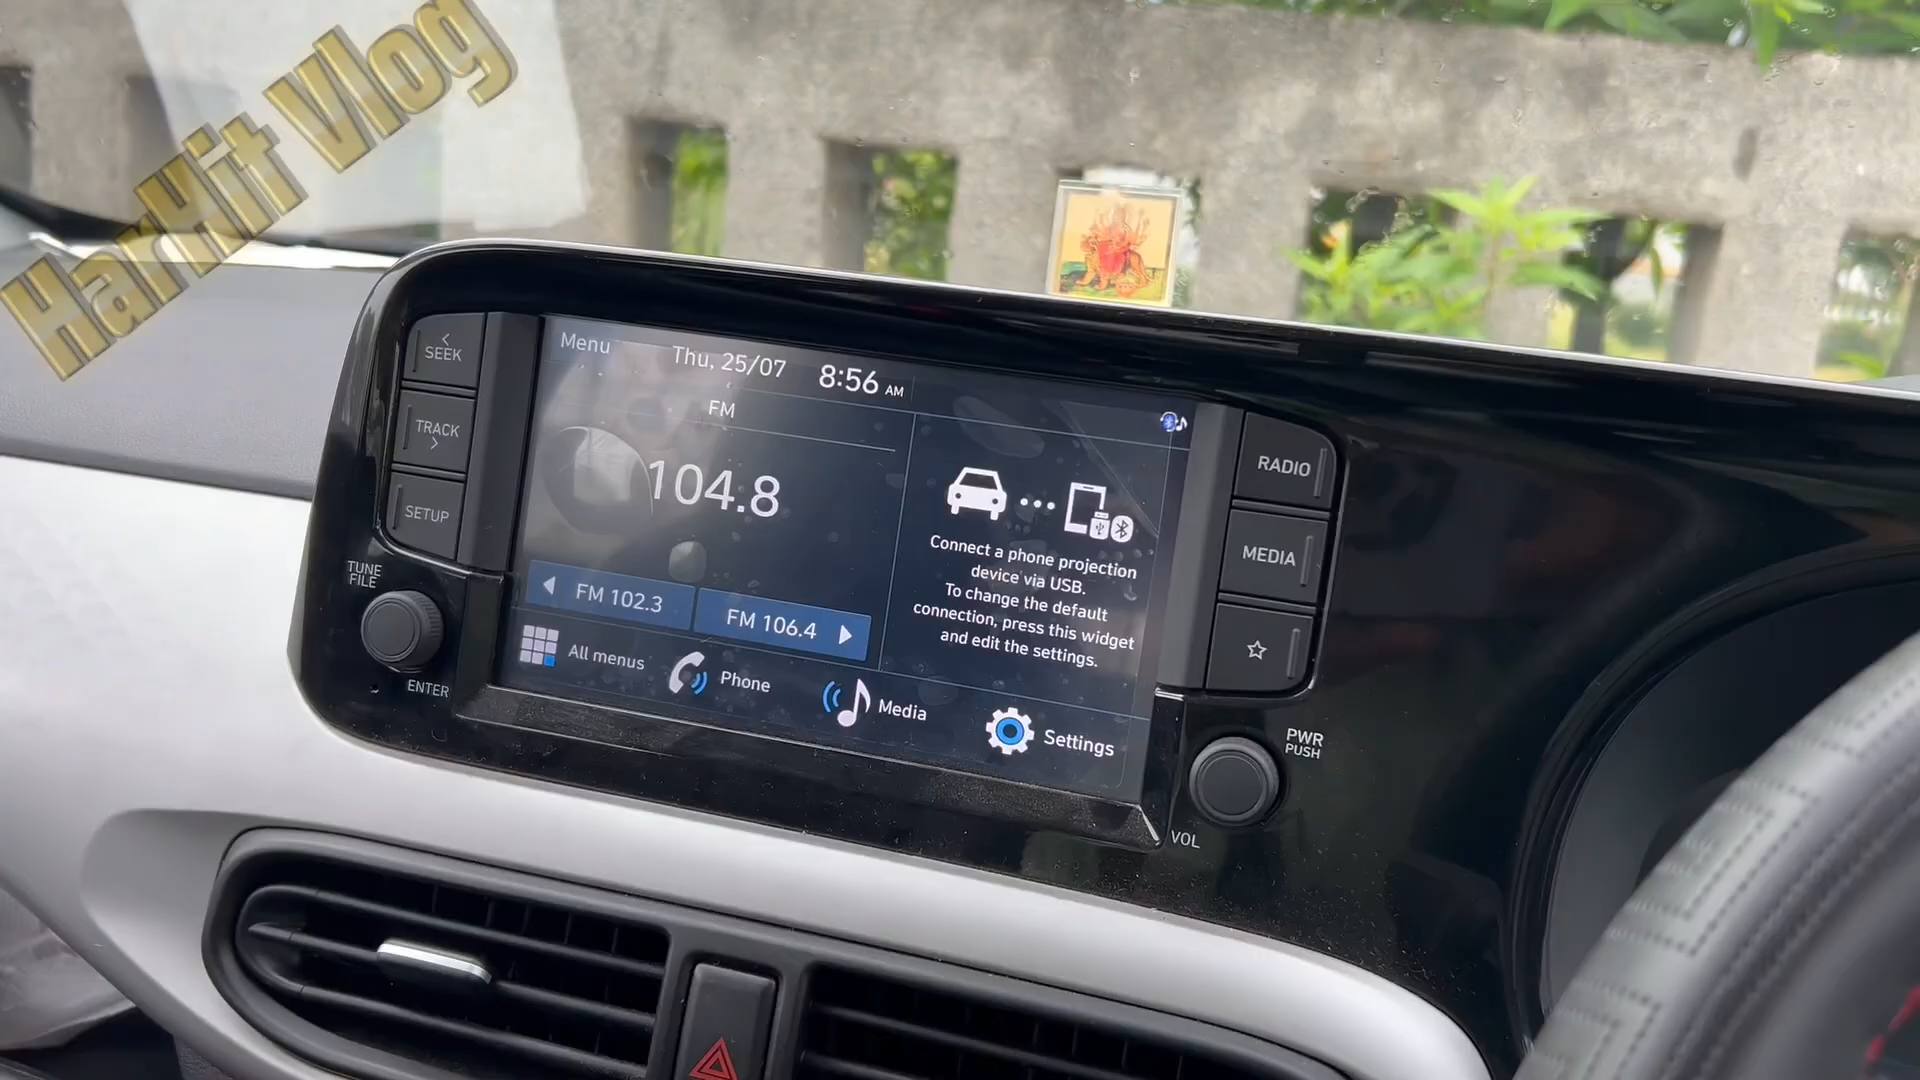 HarHit Vlog
SEEK
TRACK
SETUP
TUNE
FILE
ENTER
Menu
Thu, 25/07
8:56 AM
FM
104.8
FM 102.3
FM 106.4
Connect a phone projection
device via USB.
To change the default
connection, press this widget
and edit the settings.
All menus
Phone
Media
Settings
RADIO
MEDIA
PWR
PUSH
VOL